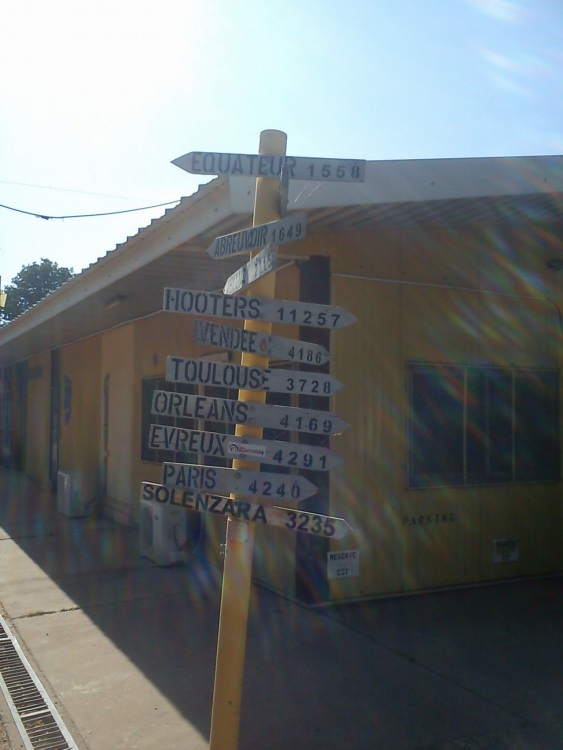 EQUATEUR 1558
ABREUVOIR 1649
HOOTERS 11257
VENDEE 4186
TOULOUSE 3728
ORLEANS 4169
EVREUX 4291
PARIS 4240
SOLENZARA 3235
PARKING
RESERVE